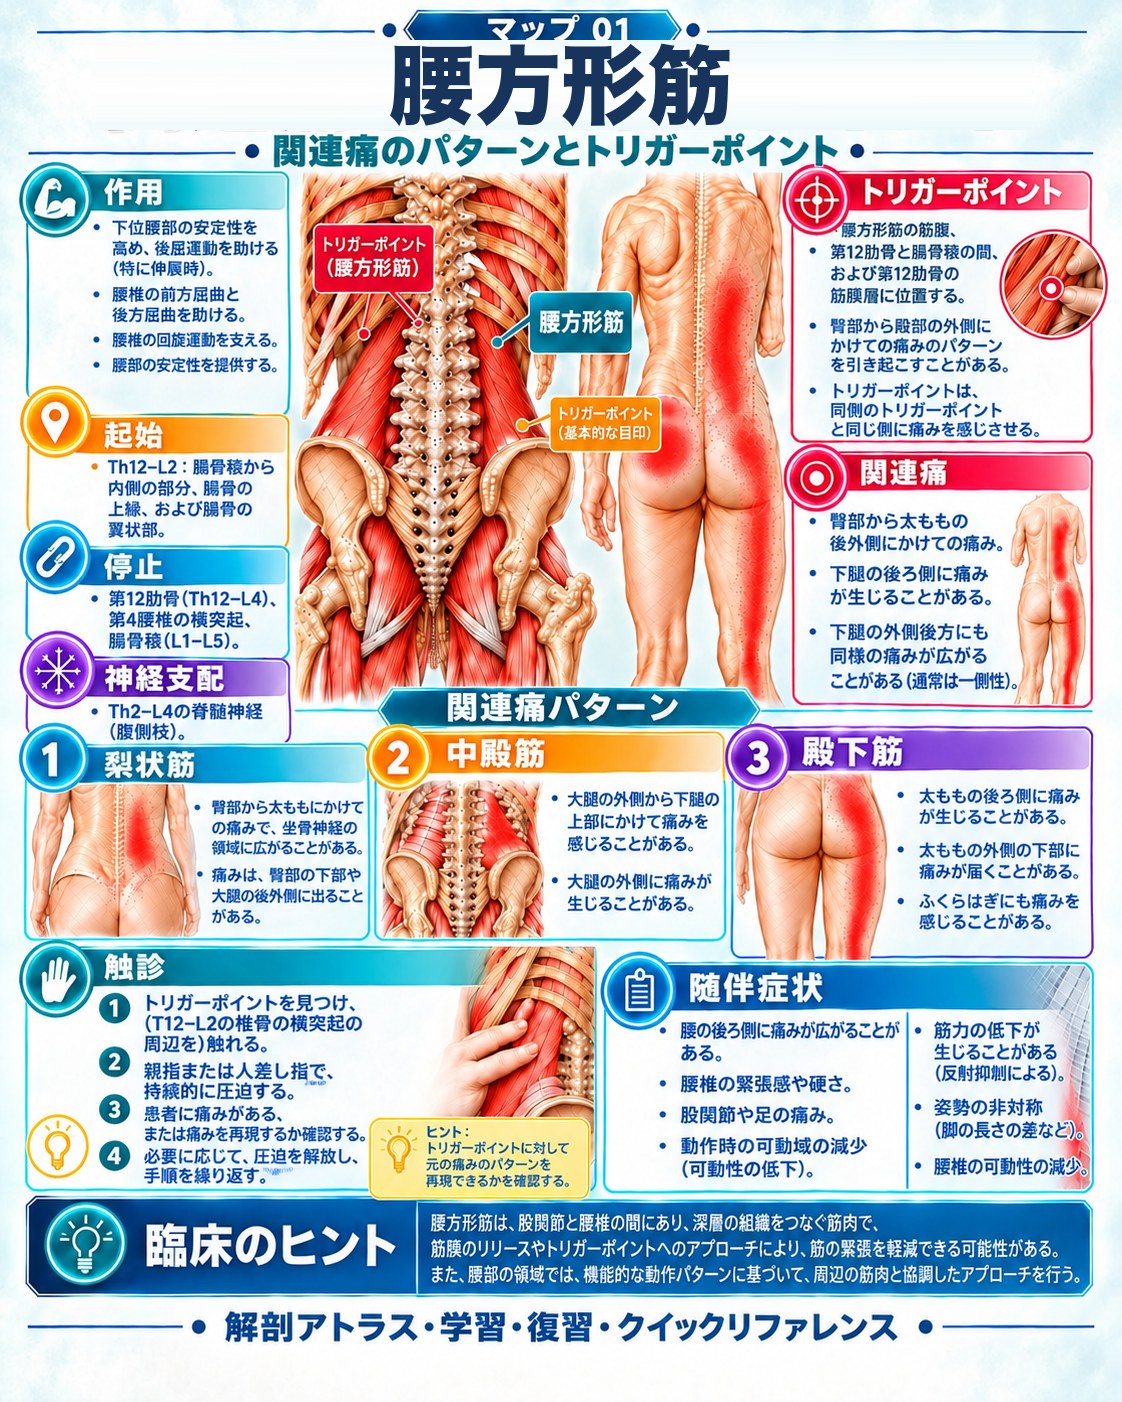 マップ 01
腰方形筋
関連痛のパターンとトリガーポイント
作用
• 下位腰部の安定性を
高め、後屈運動を助ける
(特に伸展時)。
• 腰椎の前方屈曲と
後方屈曲を助ける。
• 腰椎の回旋運動を支える。
• 腰部の安定性を提供する。
起始
• Th12–L2：腸骨稜から
内側の部分、腸骨の
上縁、および腸骨の
翼状部。
停止
• 第12肋骨(Th12–L4)、
第4腰椎の横突起、
腸骨稜(L1–L5)。
神経支配
• Th2–L4の脊髄神経
(腹側枝)。
トリガーポイント
(腰方形筋)
腰方形筋
トリガーポイント
(基本的な目印)
トリガーポイント
腰方形筋の筋腹、
• 第12肋骨と腸骨稜の間、
および第12肋骨の
筋膜層に位置する。
• 臀部から殿部の外側に
かけての痛みのパターン
を引き起こすことがある。
• トリガーポイントは、
同側のトリガーポイント
と同じ側に痛みを感じさせる。
関連痛
• 臀部から太ももの
後外側にかけての痛み。
• 下腿の後ろ側に痛み
が生じることがある。
• 下腿の外側後方にも
同様の痛みが広がる
ことがある(通常は一側性)。
関連痛パターン
1 梨状筋
• 臀部から太ももにかけて
の痛みで、坐骨神経の
領域に広がることがある。
• 痛みは、臀部の下部や
大腿の後外側に出ること
がある。
2 中殿筋
• 大腿の外側から下腿の
上部にかけて痛みを
感じることがある。
• 大腿の外側に痛みが
生じることがある。
3 殿下筋
• 太ももの後ろ側に痛み
が生じることがある。
• 太ももの外側の下部に
痛みが届くことがある。
• ふくらはぎにも痛みを
感じることがある。
触診
1 トリガーポイントを見つけ、
(T12–L2の椎骨の横突起の
周辺を)触れる。
2 親指または人差し指で、
持続的に圧迫する。
3 患者に痛みがある、
または痛みを再現するか確認する。
4 必要に応じて、圧迫を解放し、
手順を繰り返す。
ヒント：
トリガーポイントに対して
元の痛みのパターンを
再現できるかを確認する。
随伴症状
• 腰の後ろ側に痛みが広がることが
ある。
• 腰椎の緊張感や硬さ。
• 股関節や足の痛み。
• 動作時の可動域の減少
(可動性の低下)。
• 筋力の低下が
生じることがある
(反射抑制による)。
• 姿勢の非対称
(脚の長さの差など)。
• 腰椎の可動性の減少。
臨床のヒント
腰方形筋は、股関節と腰椎の間にあり、深層の組織をつなぐ筋肉で、
筋膜のリリースやトリガーポイントへのアプローチにより、筋の緊張を軽減できる可能性がある。
また、腰部の領域では、機能的な動作パターンに基づいて、周辺の筋肉と協調したアプローチを行う。
• 解剖アトラス・学習・復習・クイックリファレンス •